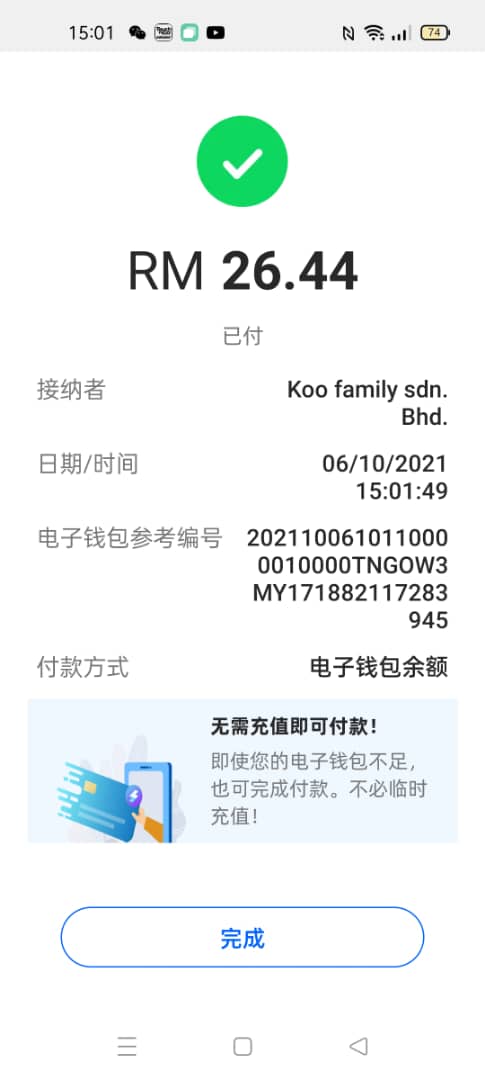 15:01
74
RM 26.44
已付
接纳者 Koo family sdn.
Bhd.
日期/时间 06/10/2021
15:01:49
电子钱包参考编号 202110061011000
0010000TNGOW3
MY171882117283
945
付款方式 电子钱包余额
无需充值即可付款!
即使您的电子钱包不足,
也可完成付款。不必临时
充值!
完成